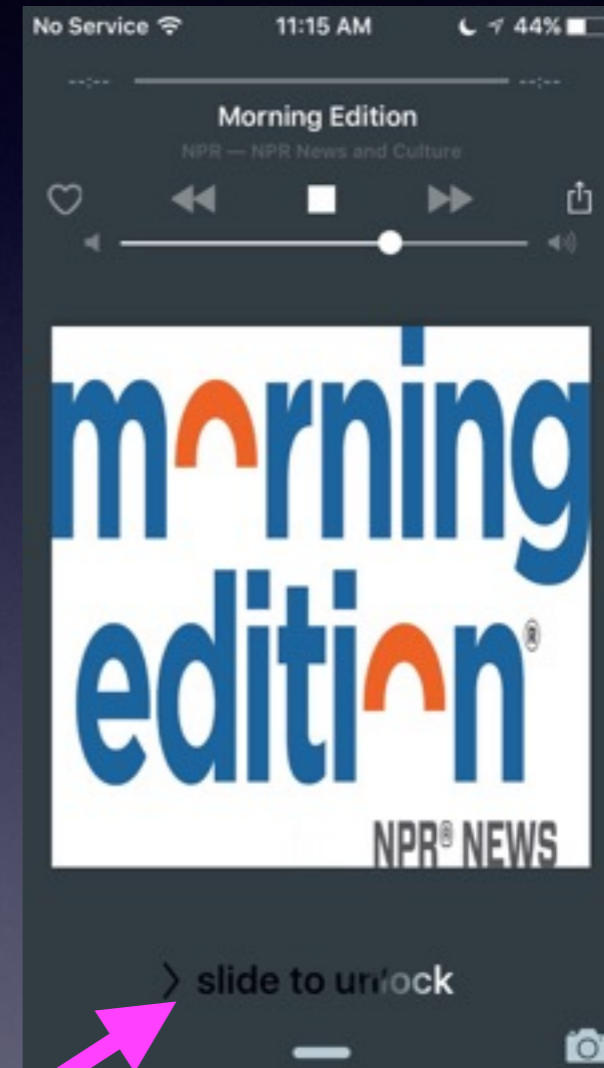 No Service 11:15 AM 44%
--:-- --:--
Morning Edition
NPR — NPR News and Culture
morning
edition®
NPR® NEWS
> slide to unlock